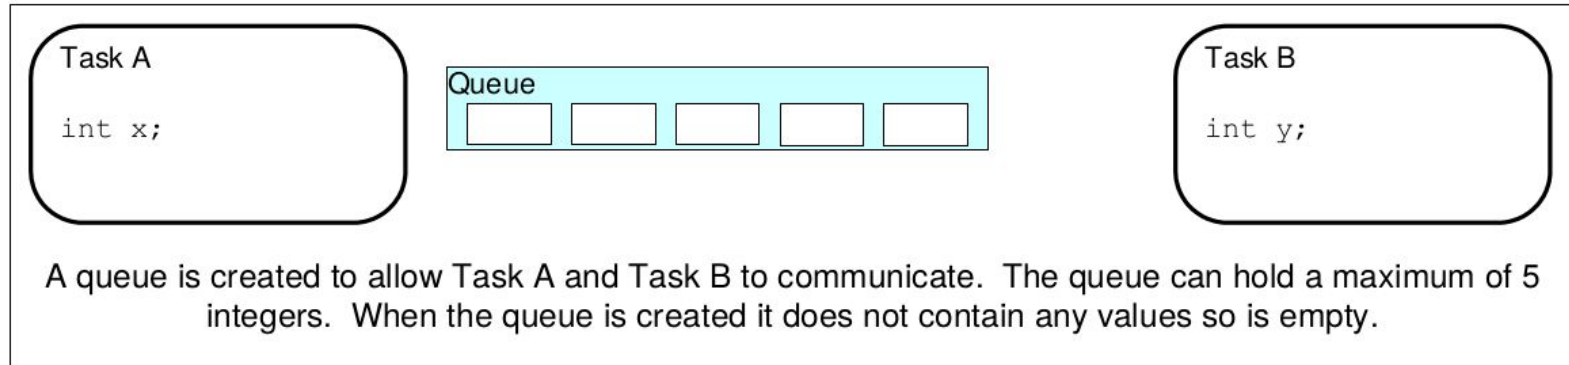 Task A
int x;
Queue
Task B
int y;
A queue is created to allow Task A and Task B to communicate.  The queue can hold a maximum of 5
integers.  When the queue is created it does not contain any values so is empty.